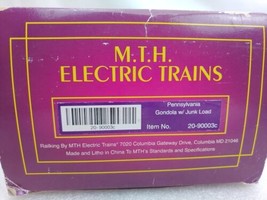 M.T.H.
ELECTRIC TRAINS
Pennsylvania
Gondola w/ Junk Load
20-90003c
Item No. 20-90003c
Railking By MTH Electric Trains® 7020 Columbia Gateway Drive, Columbia MD 21046
Made and Litho in China To MTH's Standards and Specifications